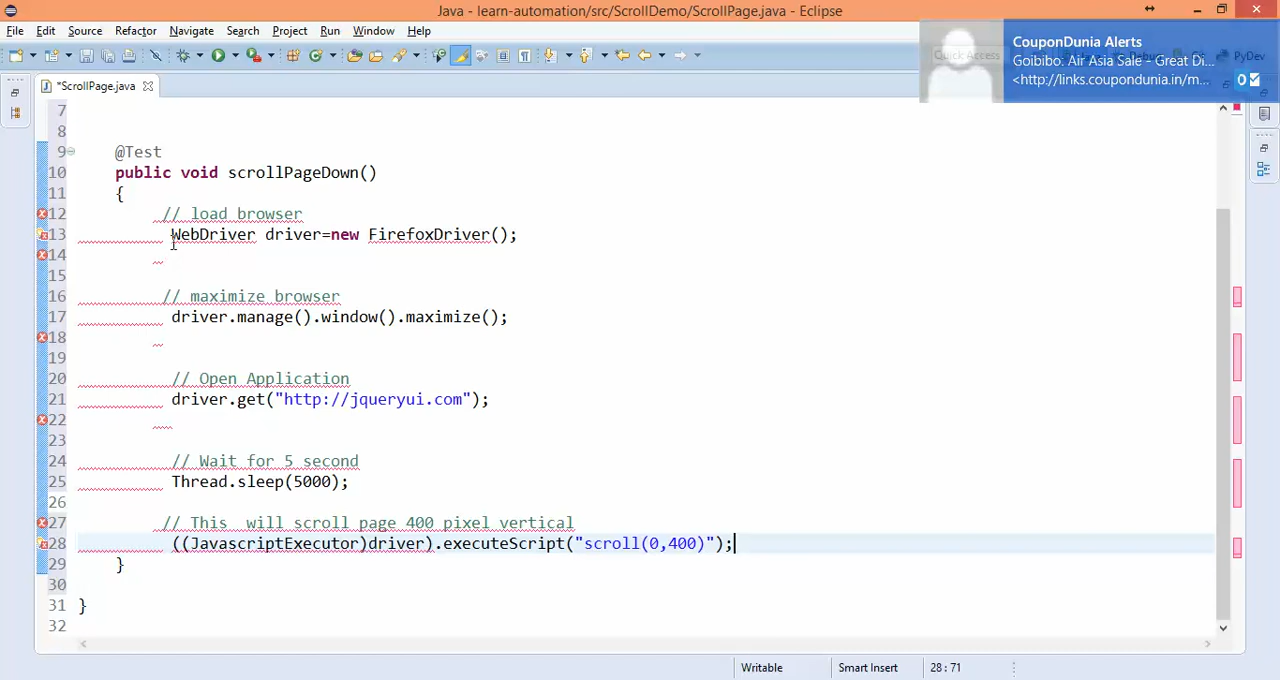 Java - learn-automation/src/ScrollDemo/ScrollPage.java - Eclipse
File Edit Source Refactor Navigate Search Project Run Window Help
CouponDunia Alerts
Goibibo: Air Asia Sale - Great Di...
<http://links.coupondunia.in/m...
Quick Access
PyDev
*ScrollPage.java
7
8
9 @Test
10 public void scrollPageDown()
11 {
12 // load browser
13 WebDriver driver=new FirefoxDriver();
14
15
16 // maximize browser
17 driver.manage().window().maximize();
18
19
20 // Open Application
21 driver.get("http://jqueryui.com");
22
23
24 // Wait for 5 second
25 Thread.sleep(5000);
26
27 // This  will scroll page 400 pixel vertical
28 ((JavascriptExecutor)driver).executeScript("scroll(0,400)");
29 }
30
31 }
32
Writable Smart Insert 28 : 71